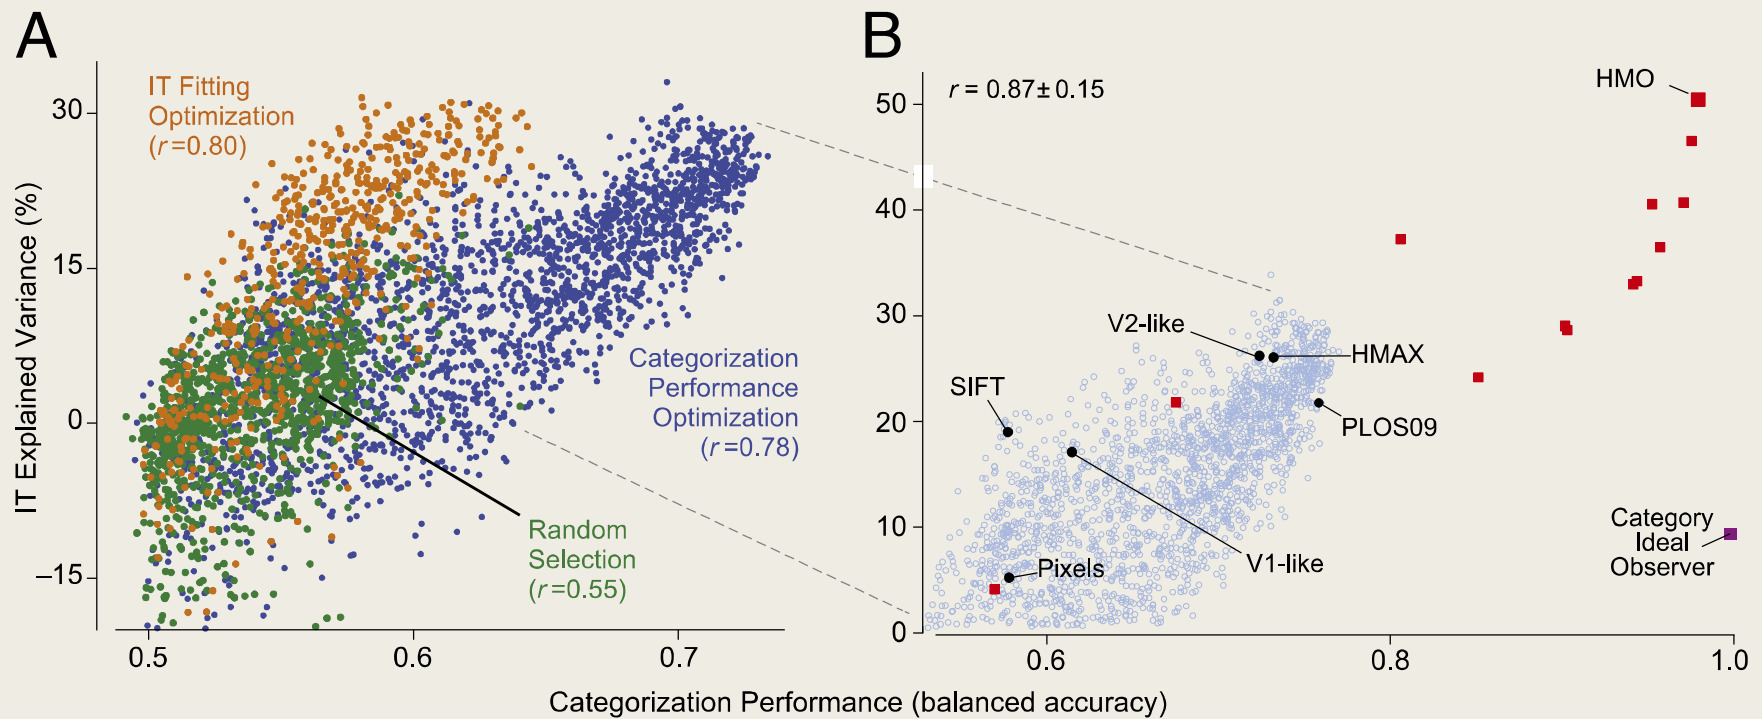 A
IT Fitting
Optimization
(r=0.80)
30
15
0
−15
IT Explained Variance (%)
Categorization
Performance
Optimization
(r=0.78)
Random
Selection
(r=0.55)
0.5
0.6
0.7
B
r = 0.87± 0.15
HMO
50
40
30
20
10
0
V2-like
HMAX
SIFT
PLOS09
V1-like
Pixels
Category
Ideal
Observer
0.6
0.8
1.0
Categorization Performance (balanced accuracy)